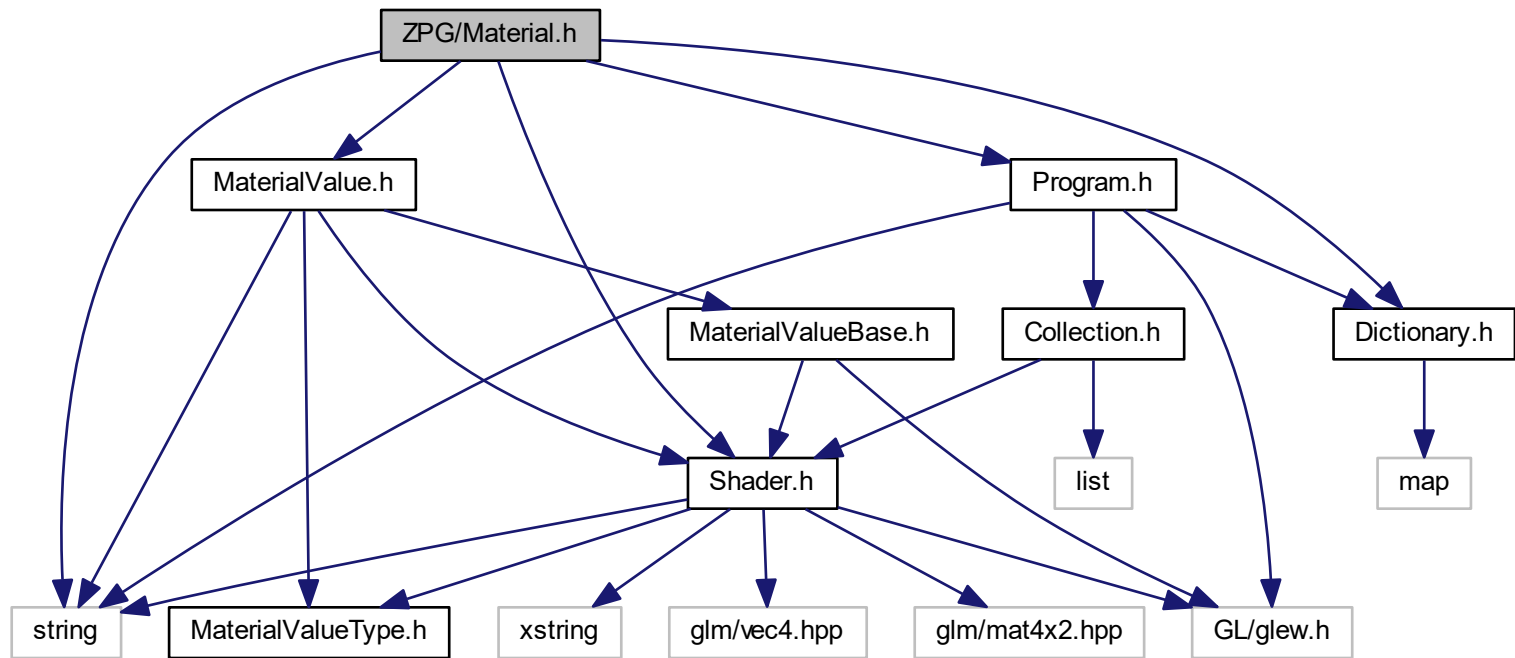 ZPG/Material.h
MaterialValue.h
Program.h
MaterialValueBase.h
Collection.h
Dictionary.h
Shader.h
list
map
string
MaterialValueType.h
xstring
glm/vec4.hpp
glm/mat4x2.hpp
GL/glew.h